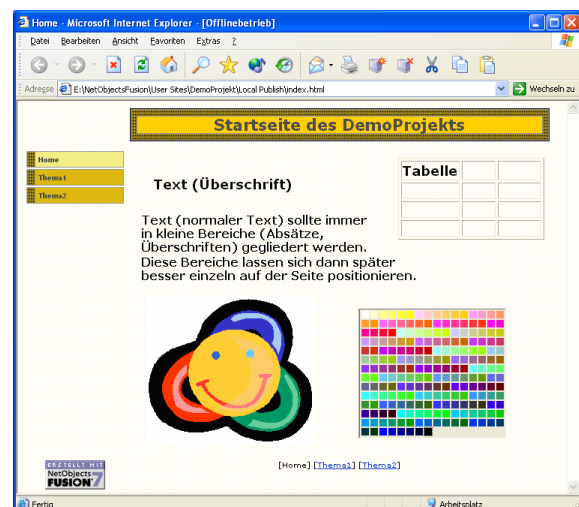 Home - Microsoft Internet Explorer - [Offlinebetrieb]
Datei Bearbeiten Ansicht Favoriten Extras ?
Adresse E:\NetObjectsFusion\User Sites\DemoProjekt\Local Publish\index.html Wechseln zu
Startseite des DemoProjekts
Home
Thema1
Thema2
Tabelle
Text (Überschrift)
Text (normaler Text) sollte immer
in kleine Bereiche (Absätze,
Überschriften) gegliedert werden.
Diese Bereiche lassen sich dann später
besser einzeln auf der Seite positionieren.
[Home] [Thema1] [Thema2]
ERSTELLT MIT
NetObjects
FUSION 7
Fertig Arbeitsplatz